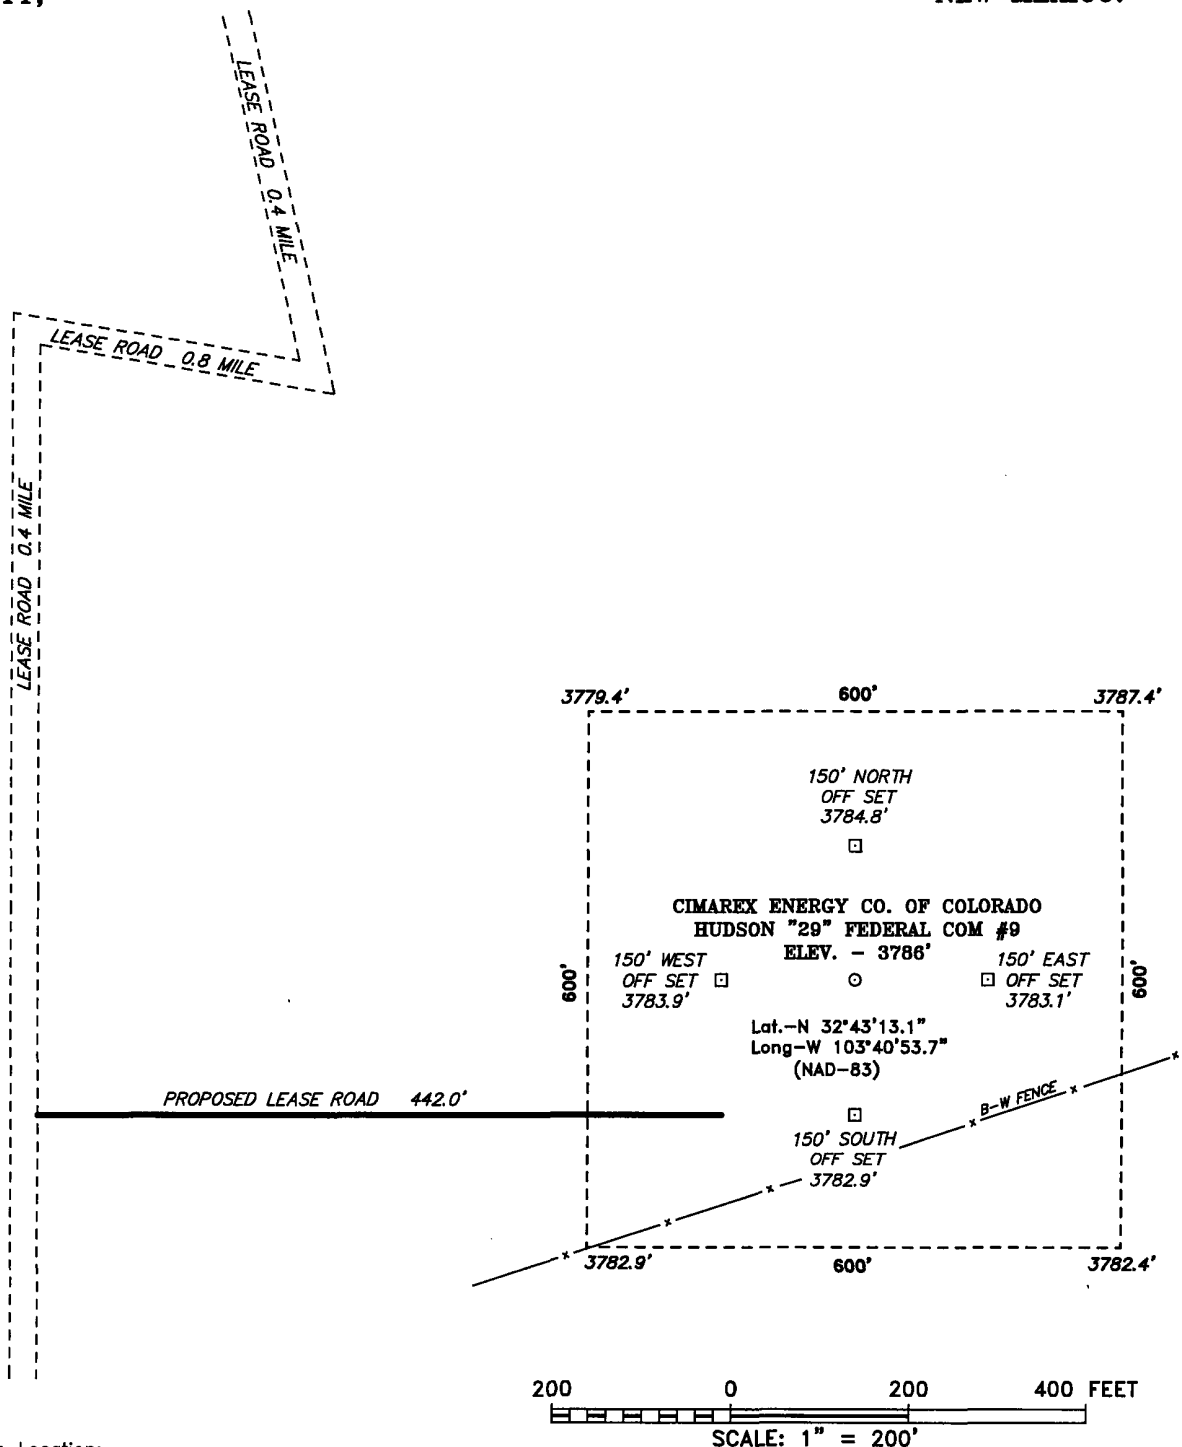 LEASE ROAD 0.4 MILE
LEASE ROAD 0.8 MILE
LEASE ROAD 0.4 MILE
3779.4'
600'
3787.4'
150' NORTH
OFF SET
3784.8'
CIMAREX ENERGY CO. OF COLORADO
HUDSON "29" FEDERAL COM #9
ELEV. - 3786'
150' WEST
OFF SET
3783.9'
150' EAST
OFF SET
3783.1'
600'
600'
Lat.-N 32°43'13.1"
Long-W 103°40'53.7"
(NAD-83)
PROPOSED LEASE ROAD 442.0'
B-W FENCE
150' SOUTH
OFF SET
3782.9'
3782.9'
600'
3782.4'
200 0 200 400 FEET
SCALE: 1" = 200'